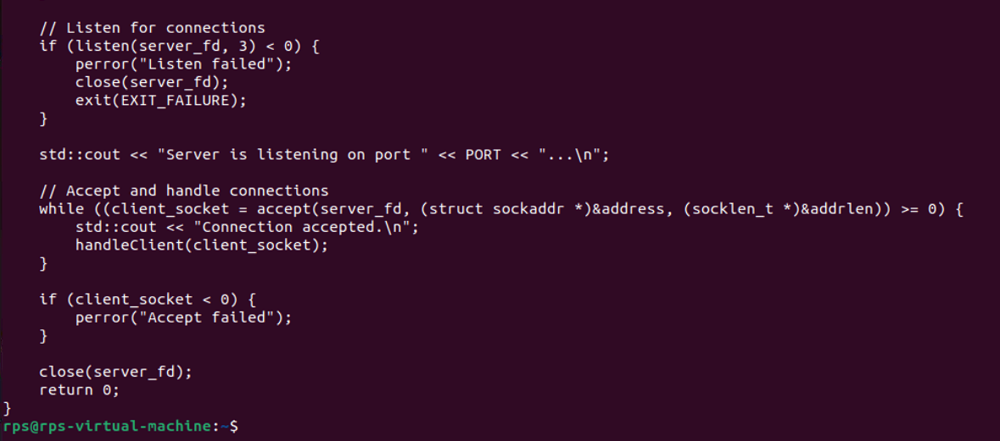 // Listen for connections
    if (listen(server_fd, 3) < 0) {
        perror("Listen failed");
        close(server_fd);
        exit(EXIT_FAILURE);
    }

    std::cout << "Server is listening on port " << PORT << "...\n";

    // Accept and handle connections
    while ((client_socket = accept(server_fd, (struct sockaddr *)&address, (socklen_t *)&addrlen)) >= 0) {
        std::cout << "Connection accepted.\n";
        handleClient(client_socket);
    }

    if (client_socket < 0) {
        perror("Accept failed");
    }

    close(server_fd);
    return 0;
}
rps@rps-virtual-machine:~$